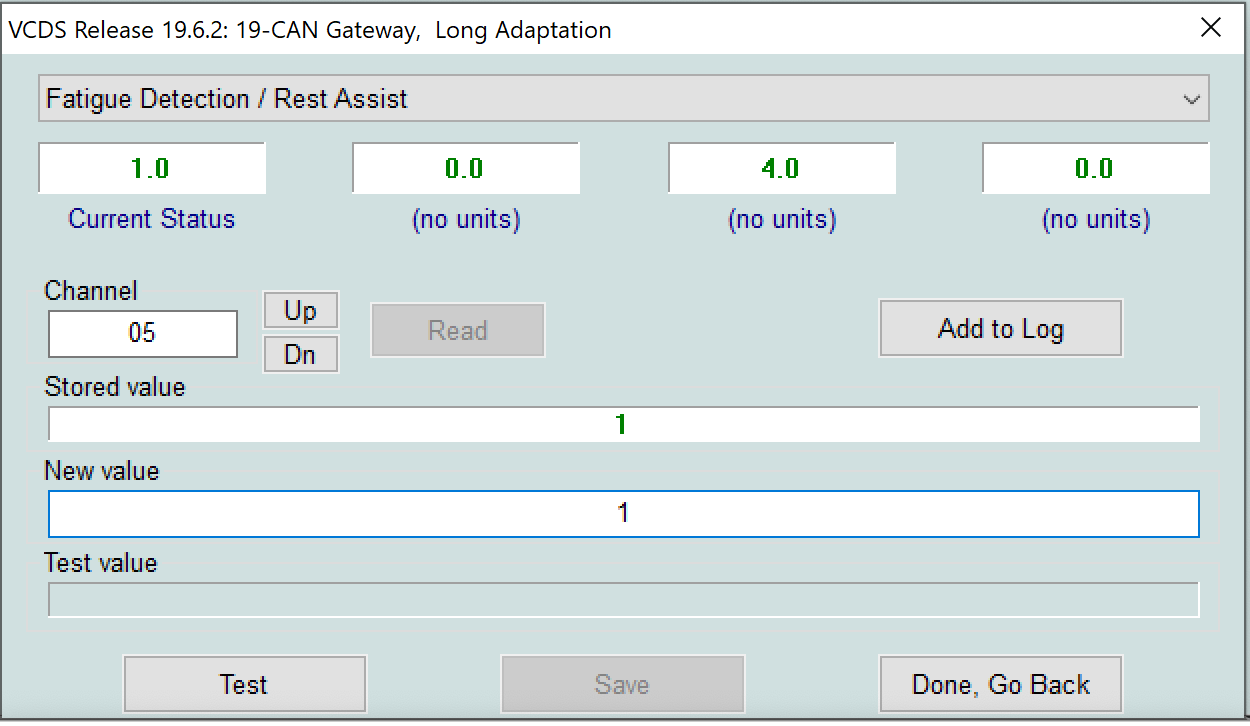 VCDS Release 19.6.2: 19-CAN Gateway,  Long Adaptation
Fatigue Detection / Rest Assist
1.0 0.0 4.0 0.0
Current Status (no units) (no units) (no units)
Channel
05 Up Dn Read Add to Log
Stored value
1
New value
1
Test value
Test Save Done, Go Back